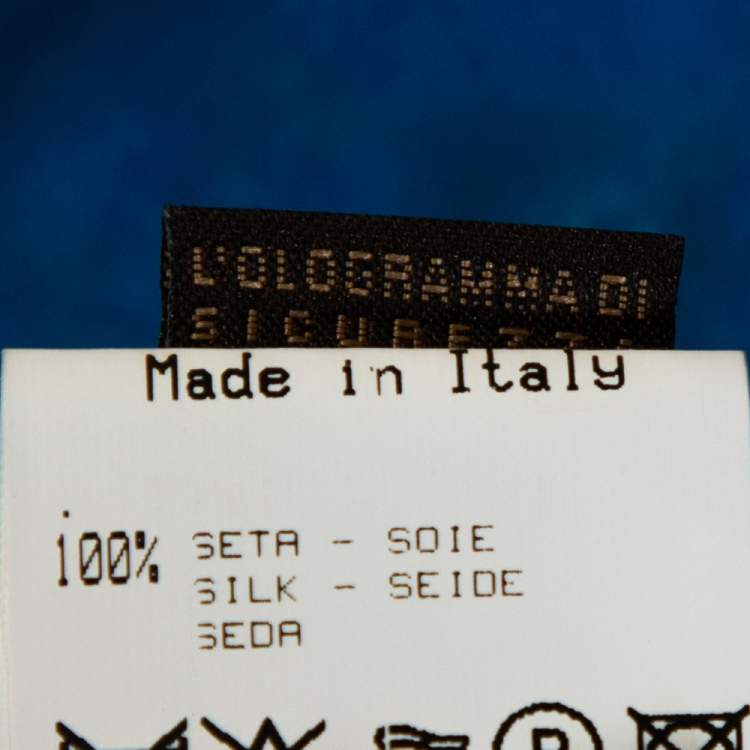 L'OLOGRAMMA DI
Made in Italy
100% SETA - SOIE
SILK - SEIDE
SEDA
P